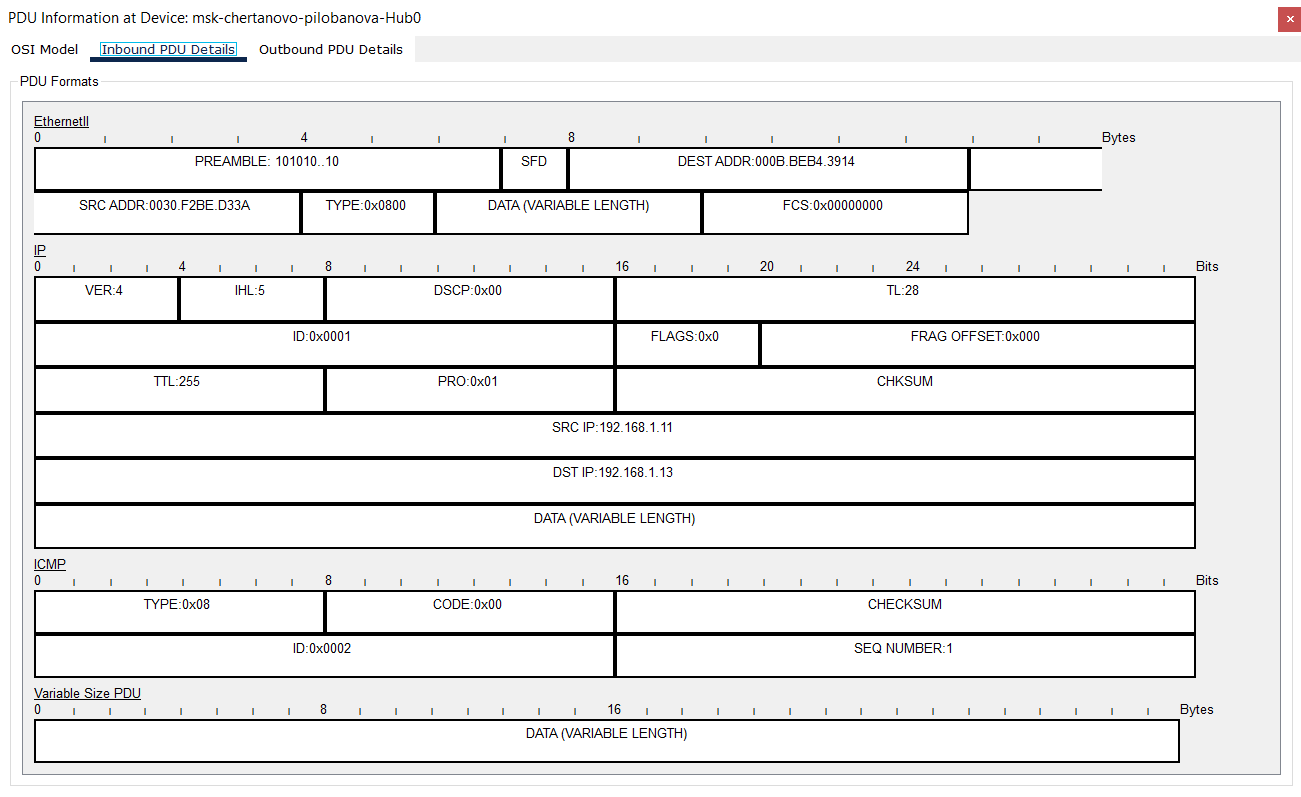 PDU Information at Device: msk-chertanovo-pilobanova-Hub0
OSI Model Inbound PDU Details Outbound PDU Details
PDU Formats
EthernetII
0 4 8 Bytes
PREAMBLE: 101010..10 SFD DEST ADDR:000B.BEB4.3914
SRC ADDR:0030.F2BE.D33A TYPE:0x0800 DATA (VARIABLE LENGTH) FCS:0x00000000
IP
0 4 8 16 20 24 Bits
VER:4 IHL:5 DSCP:0x00 TL:28
ID:0x0001 FLAGS:0x0 FRAG OFFSET:0x000
TTL:255 PRO:0x01 CHKSUM
SRC IP:192.168.1.11
DST IP:192.168.1.13
DATA (VARIABLE LENGTH)
ICMP
0 8 16 Bits
TYPE:0x08 CODE:0x00 CHECKSUM
ID:0x0002 SEQ NUMBER:1
Variable Size PDU
0 8 16 Bytes
DATA (VARIABLE LENGTH)